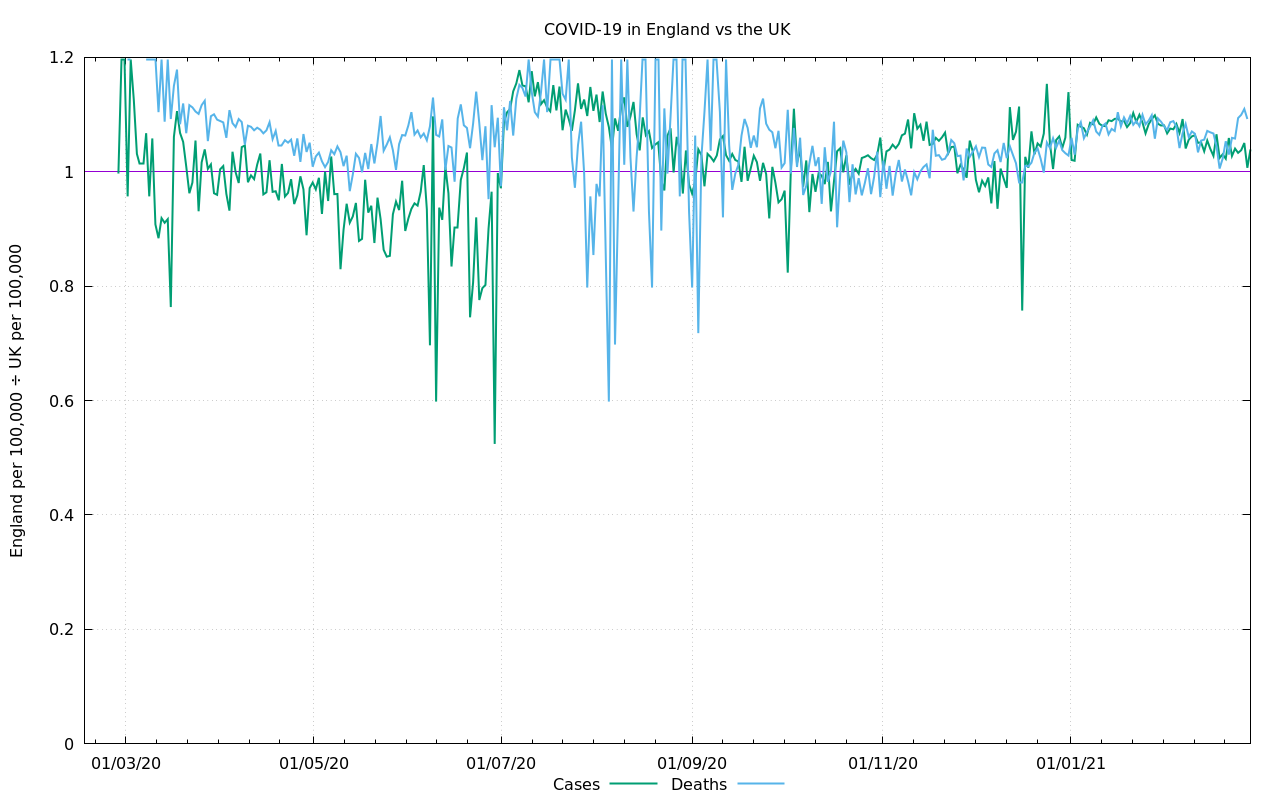 COVID-19 in England vs the UK
England per 100,000 ÷ UK per 100,000
1.2
1
0.8
0.6
0.4
0.2
0
01/03/20 01/05/20 01/07/20 01/09/20 01/11/20 01/01/21
Cases Deaths